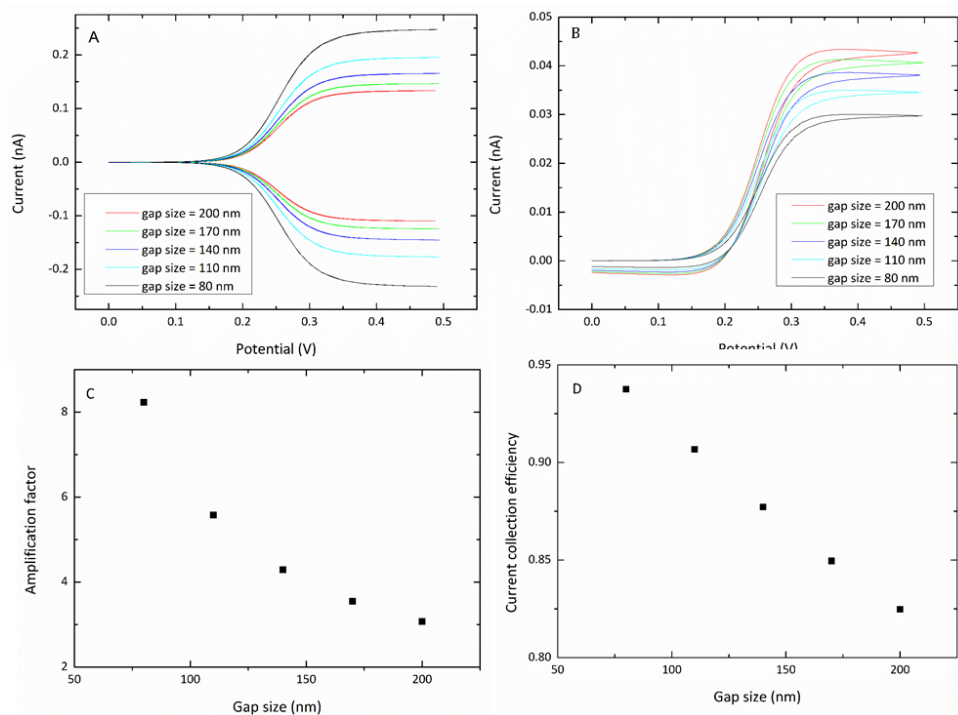 A
Current (nA)
0.2
0.1
0.0
-0.1
-0.2
gap size = 200 nm
gap size = 170 nm
gap size = 140 nm
gap size = 110 nm
gap size = 80 nm
0.0 0.1 0.2 0.3 0.4 0.5
Potential (V)
B
Current (nA)
0.05
0.04
0.03
0.02
0.01
0.00
-0.01
gap size = 200 nm
gap size = 170 nm
gap size = 140 nm
gap size = 110 nm
gap size = 80 nm
0.0 0.1 0.2 0.3 0.4 0.5
Potential (V)
C
Amplification factor
8
6
4
2
50 100 150 200
Gap size (nm)
D
Current collection efficiency
0.95
0.90
0.85
0.80
50 100 150 200
Gap size (nm)